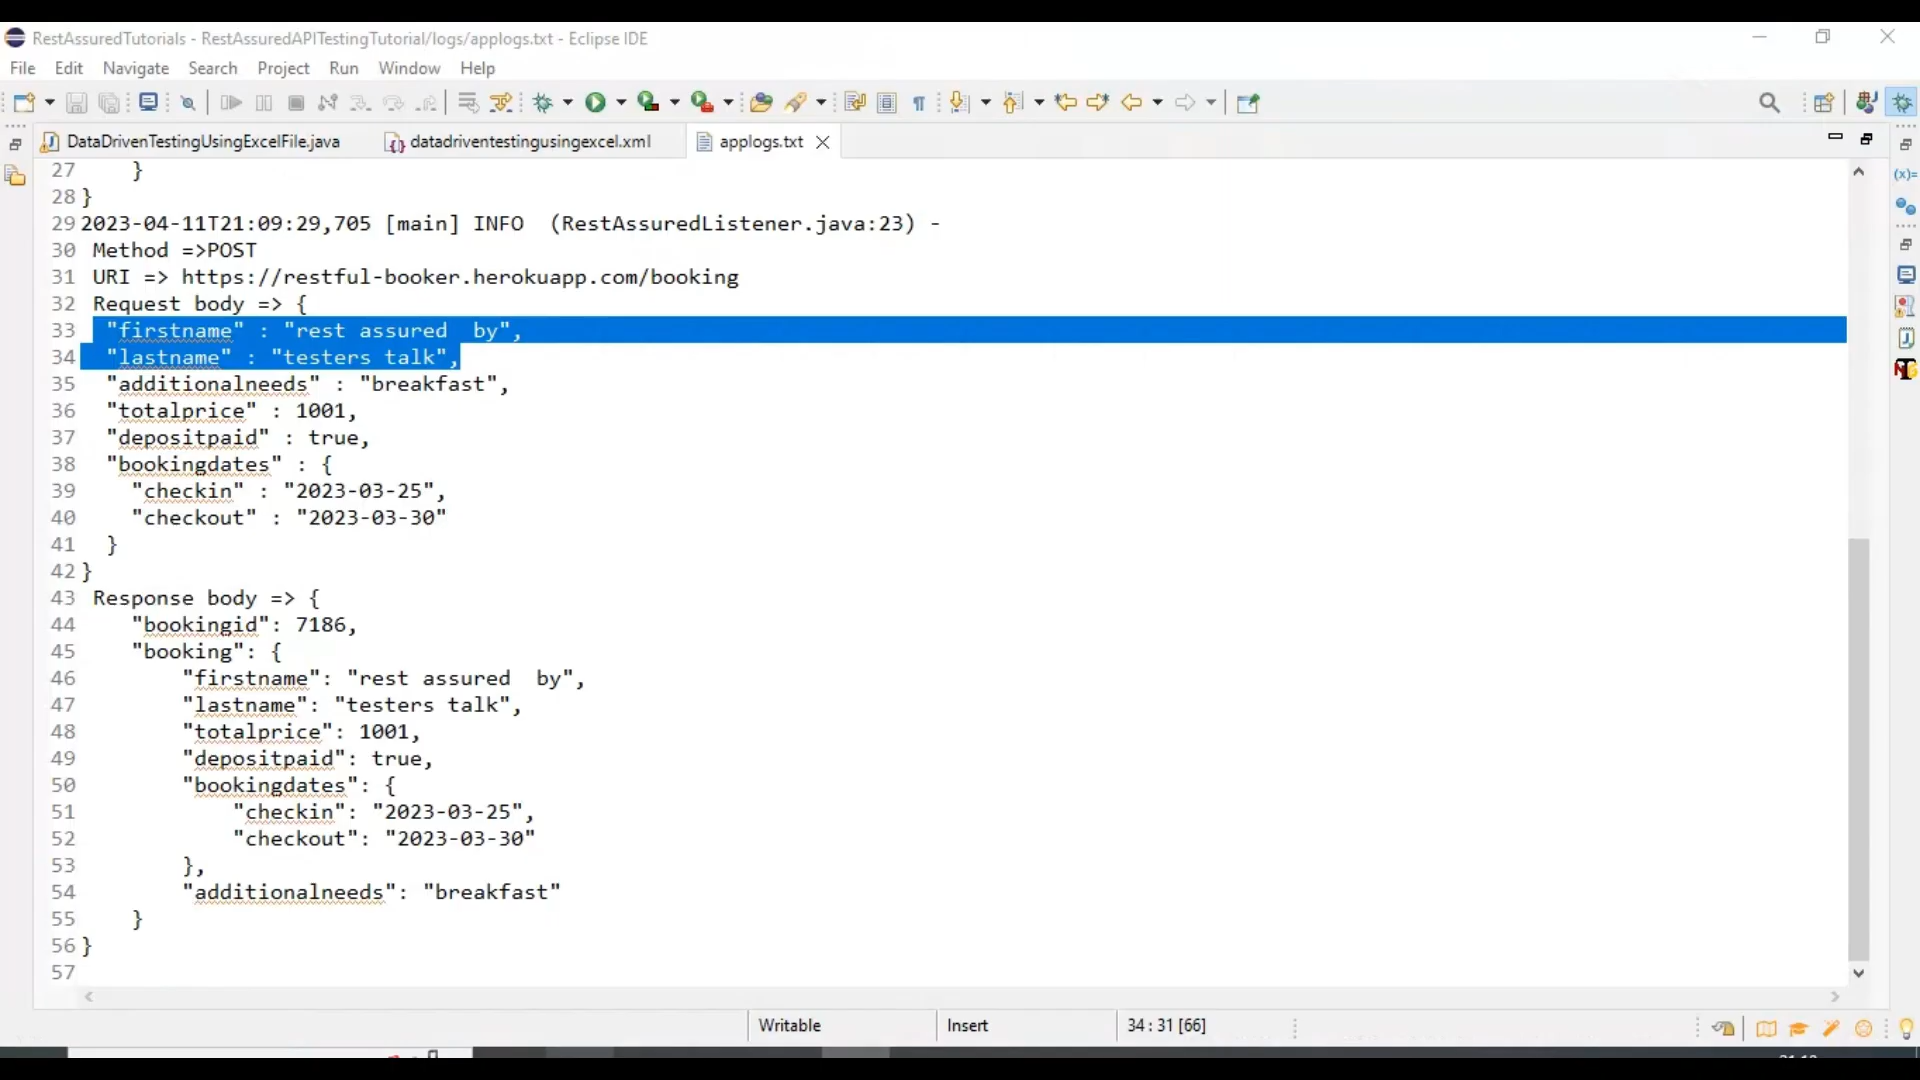 RestAssuredTutorials - RestAssuredAPITestingTutorial/logs/applogs.txt - Eclipse IDE
File Edit Navigate Search Project Run Window Help
DataDrivenTestingUsingExcelFile.java datadriventestingusingexcel.xml applogs.txt
27 }
28 }
29 2023-04-11T21:09:29,705 [main] INFO (RestAssuredListener.java:23) -
30 Method =>POST
31 URI => https://restful-booker.herokuapp.com/booking
32 Request body => {
33 "firstname" : "rest assured  by",
34 "lastname" : "testers talk",
35 "additionalneeds" : "breakfast",
36 "totalprice" : 1001,
37 "depositpaid" : true,
38 "bookingdates" : {
39 "checkin" : "2023-03-25",
40 "checkout" : "2023-03-30"
41 }
42 }
43 Response body => {
44 "bookingid": 7186,
45 "booking": {
46 "firstname": "rest assured  by",
47 "lastname": "testers talk",
48 "totalprice": 1001,
49 "depositpaid": true,
50 "bookingdates": {
51 "checkin": "2023-03-25",
52 "checkout": "2023-03-30"
53 },
54 "additionalneeds": "breakfast"
55 }
56 }
57
Writable Insert 34 : 31 [66]